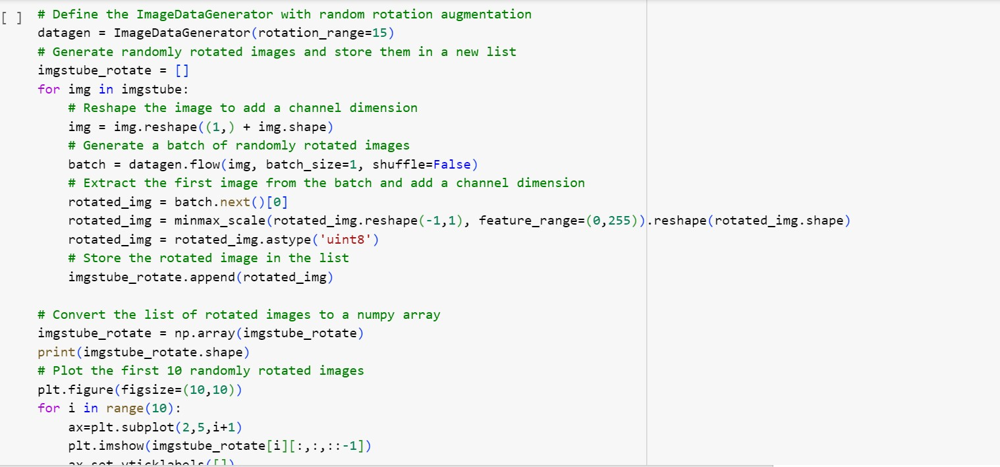 [ ] # Define the ImageDataGenerator with random rotation augmentation
datagen = ImageDataGenerator(rotation_range=15)
# Generate randomly rotated images and store them in a new list
imgstube_rotate = []
for img in imgstube:
    # Reshape the image to add a channel dimension
    img = img.reshape((1,) + img.shape)
    # Generate a batch of randomly rotated images
    batch = datagen.flow(img, batch_size=1, shuffle=False)
    # Extract the first image from the batch and add a channel dimension
    rotated_img = batch.next()[0]
    rotated_img = minmax_scale(rotated_img.reshape(-1,1), feature_range=(0,255)).reshape(rotated_img.shape)
    rotated_img = rotated_img.astype('uint8')
    # Store the rotated image in the list
    imgstube_rotate.append(rotated_img)

# Convert the list of rotated images to a numpy array
imgstube_rotate = np.array(imgstube_rotate)
print(imgstube_rotate.shape)
# Plot the first 10 randomly rotated images
plt.figure(figsize=(10,10))
for i in range(10):
    ax=plt.subplot(2,5,i+1)
    plt.imshow(imgstube_rotate[i][:,:,::-1])
    ax.set_yticklabels([])